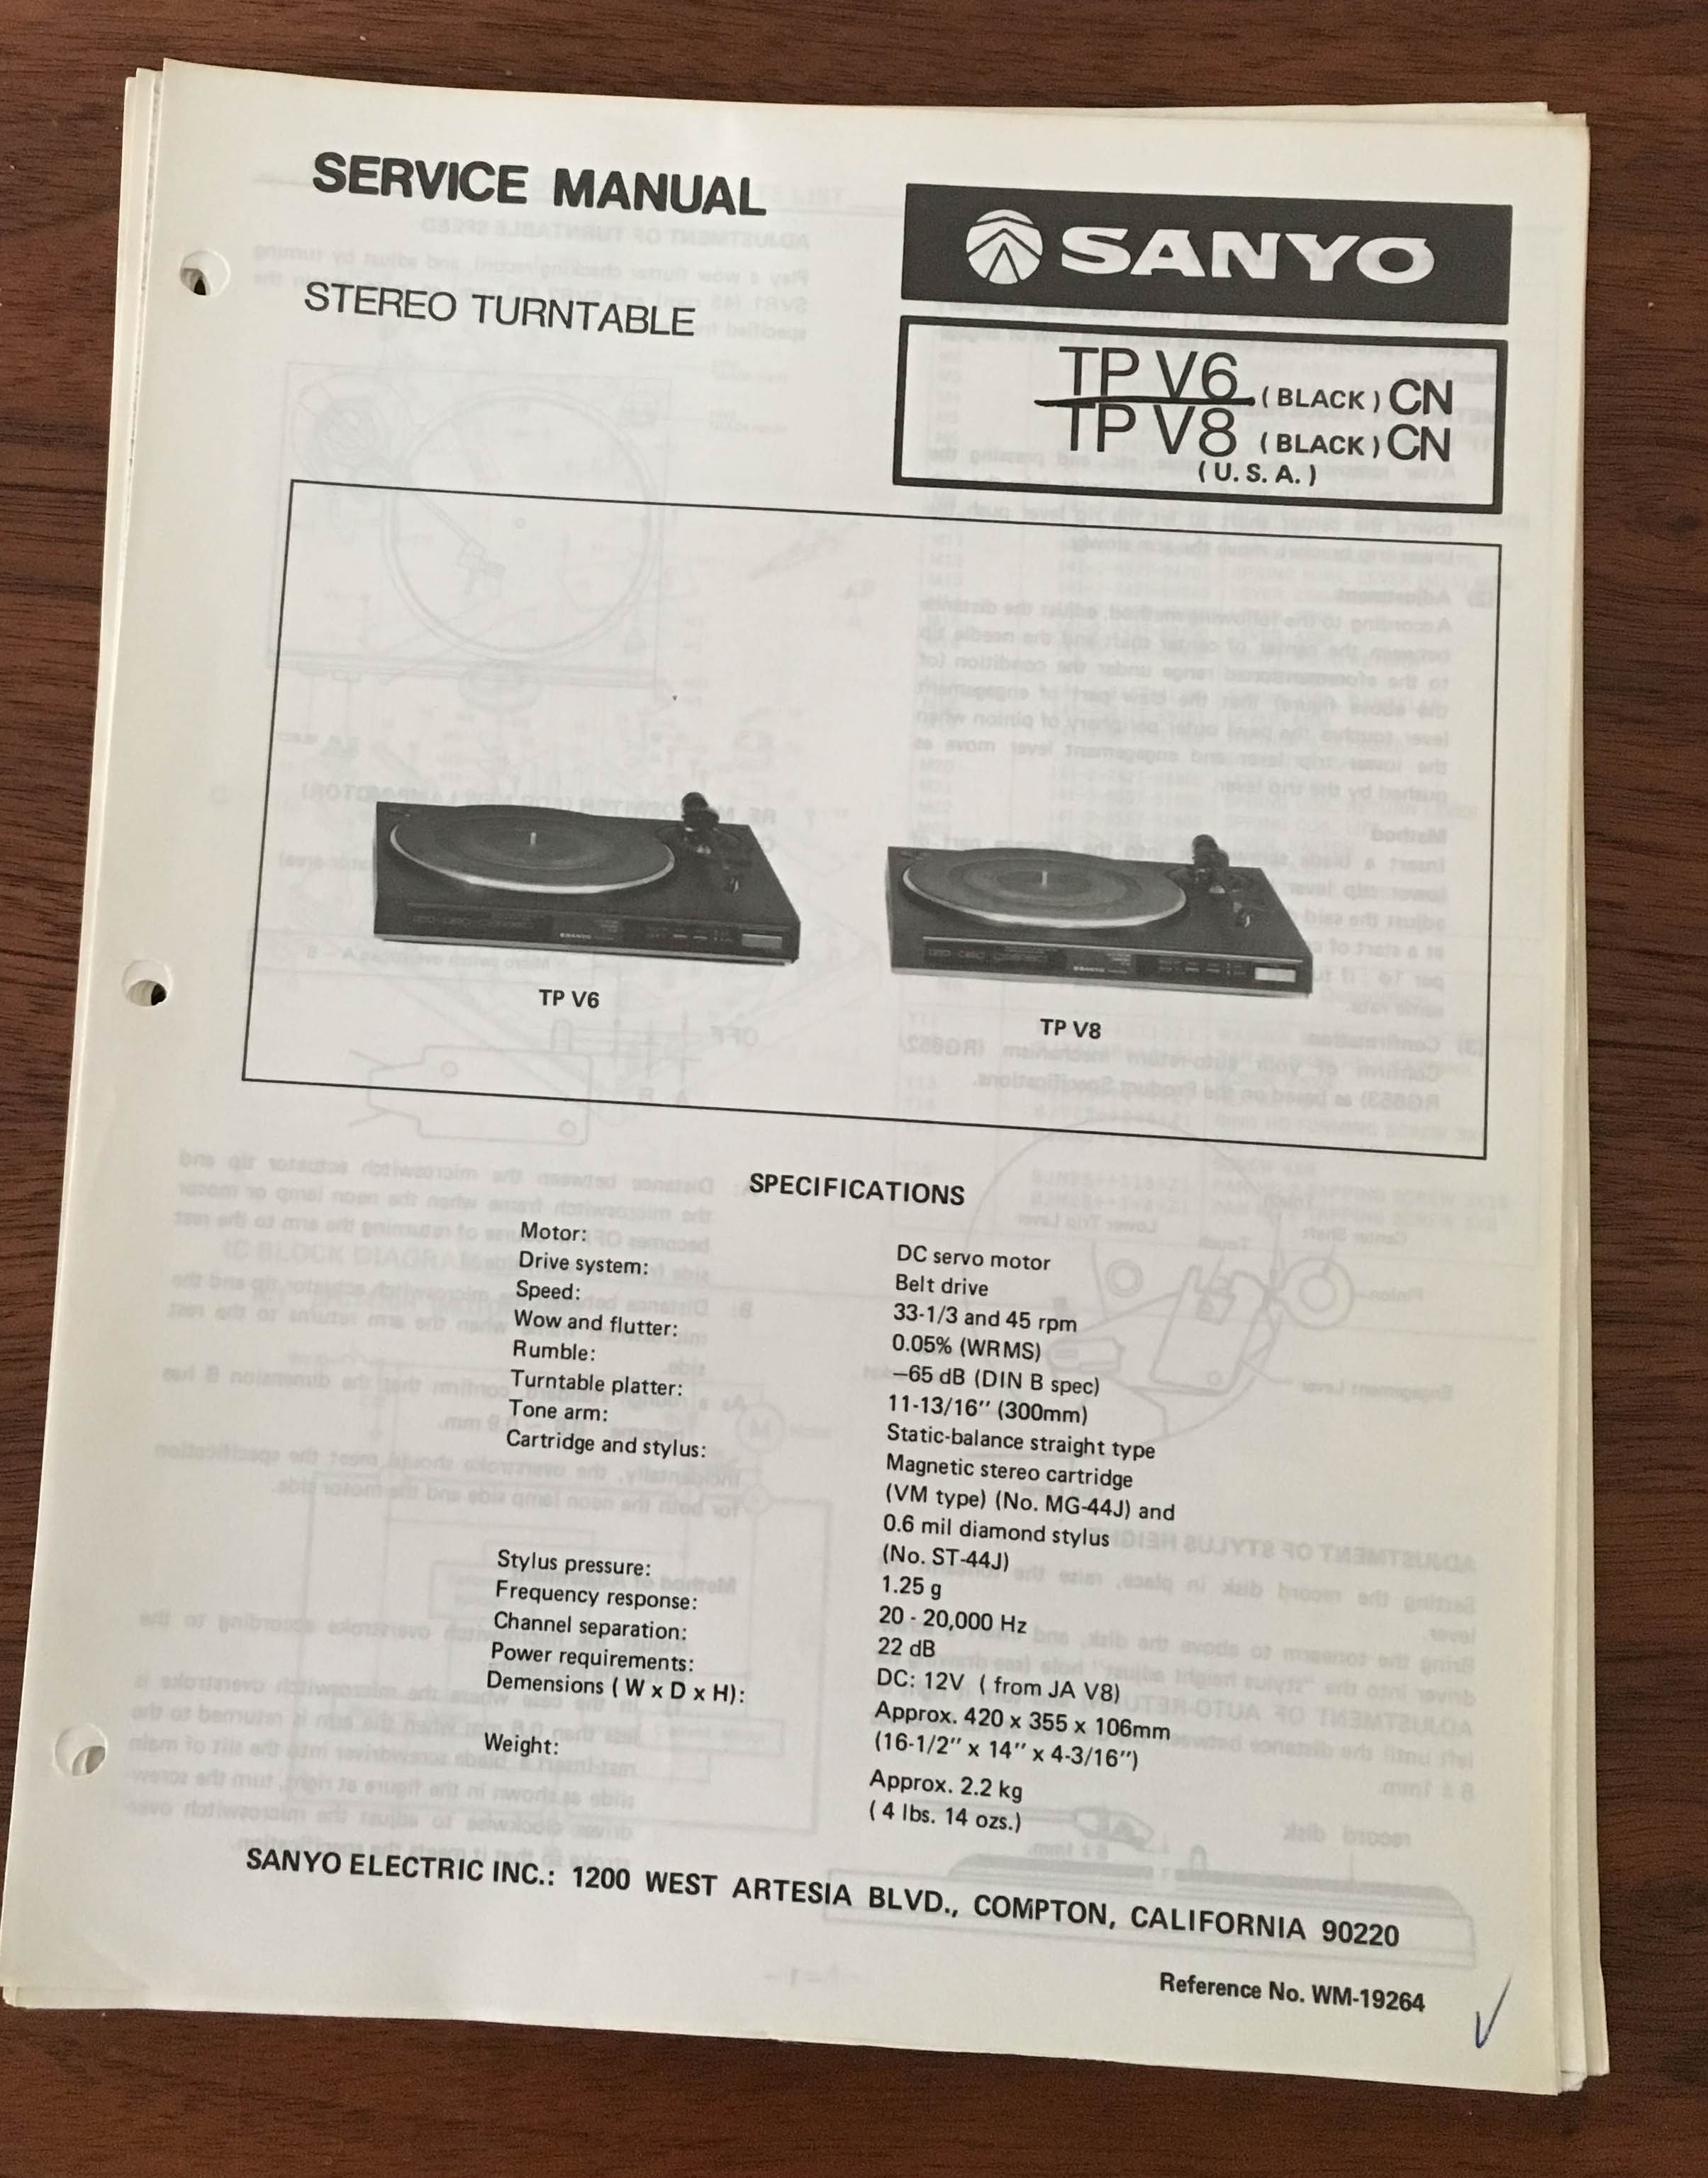 SERVICE MANUAL
STEREO TURNTABLE
SANYO
TP V6 (BLACK) CN
TP V8 (BLACK) CN
(U. S. A.)
TP V6
TP V8
SPECIFICATIONS
Motor: DC servo motor
Drive system: Belt drive
Speed: 33-1/3 and 45 rpm
Wow and flutter: 0.05% (WRMS)
Rumble: –65 dB (DIN B spec)
Turntable platter: 11-13/16" (300mm)
Tone arm: Static-balance straight type
Cartridge and stylus: Magnetic stereo cartridge
(VM type) (No. MG-44J) and
0.6 mil diamond stylus
(No. ST-44J)
Stylus pressure: 1.25 g
Frequency response: 20 - 20,000 Hz
Channel separation: 22 dB
Power requirements: DC: 12V ( from JA V8)
Demensions ( W x D x H): Approx. 420 x 355 x 106mm
(16-1/2" x 14" x 4-3/16")
Weight: Approx. 2.2 kg
( 4 lbs. 14 ozs.)
SANYO ELECTRIC INC.: 1200 WEST ARTESIA BLVD., COMPTON, CALIFORNIA 90220
Reference No. WM-19264